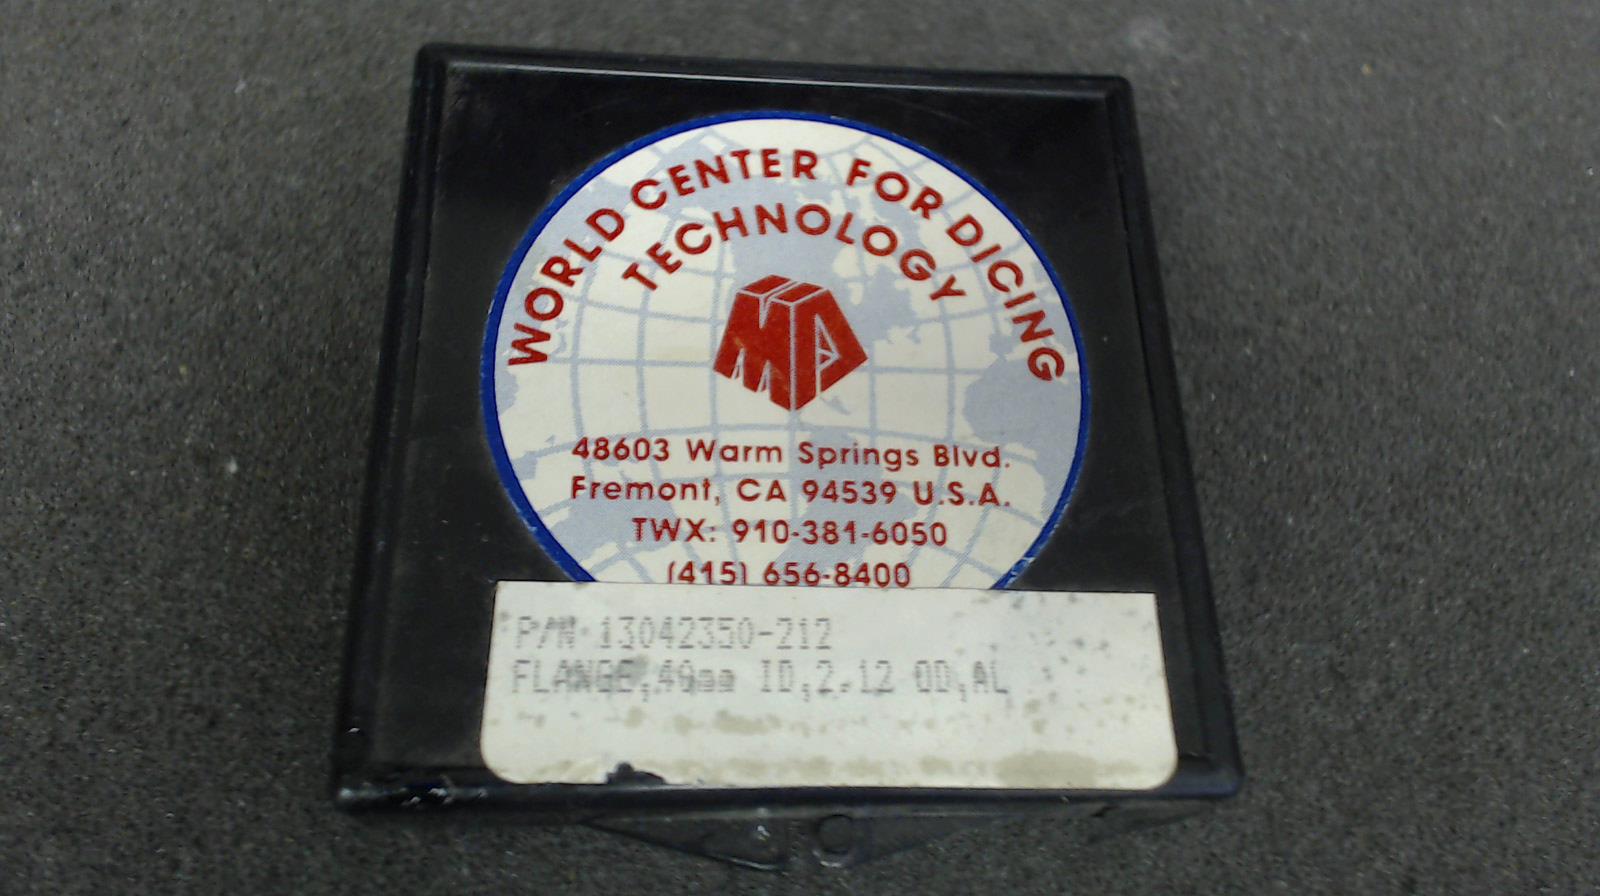 WORLD CENTER FOR DICING
TECHNOLOGY
MA
48603 Warm Springs Blvd.
Fremont, CA 94539 U.S.A.
TWX: 910-381-6050
(415) 656-8400
P/N 13042350-212
FLANGE,40mm ID,2.12 OD,AL